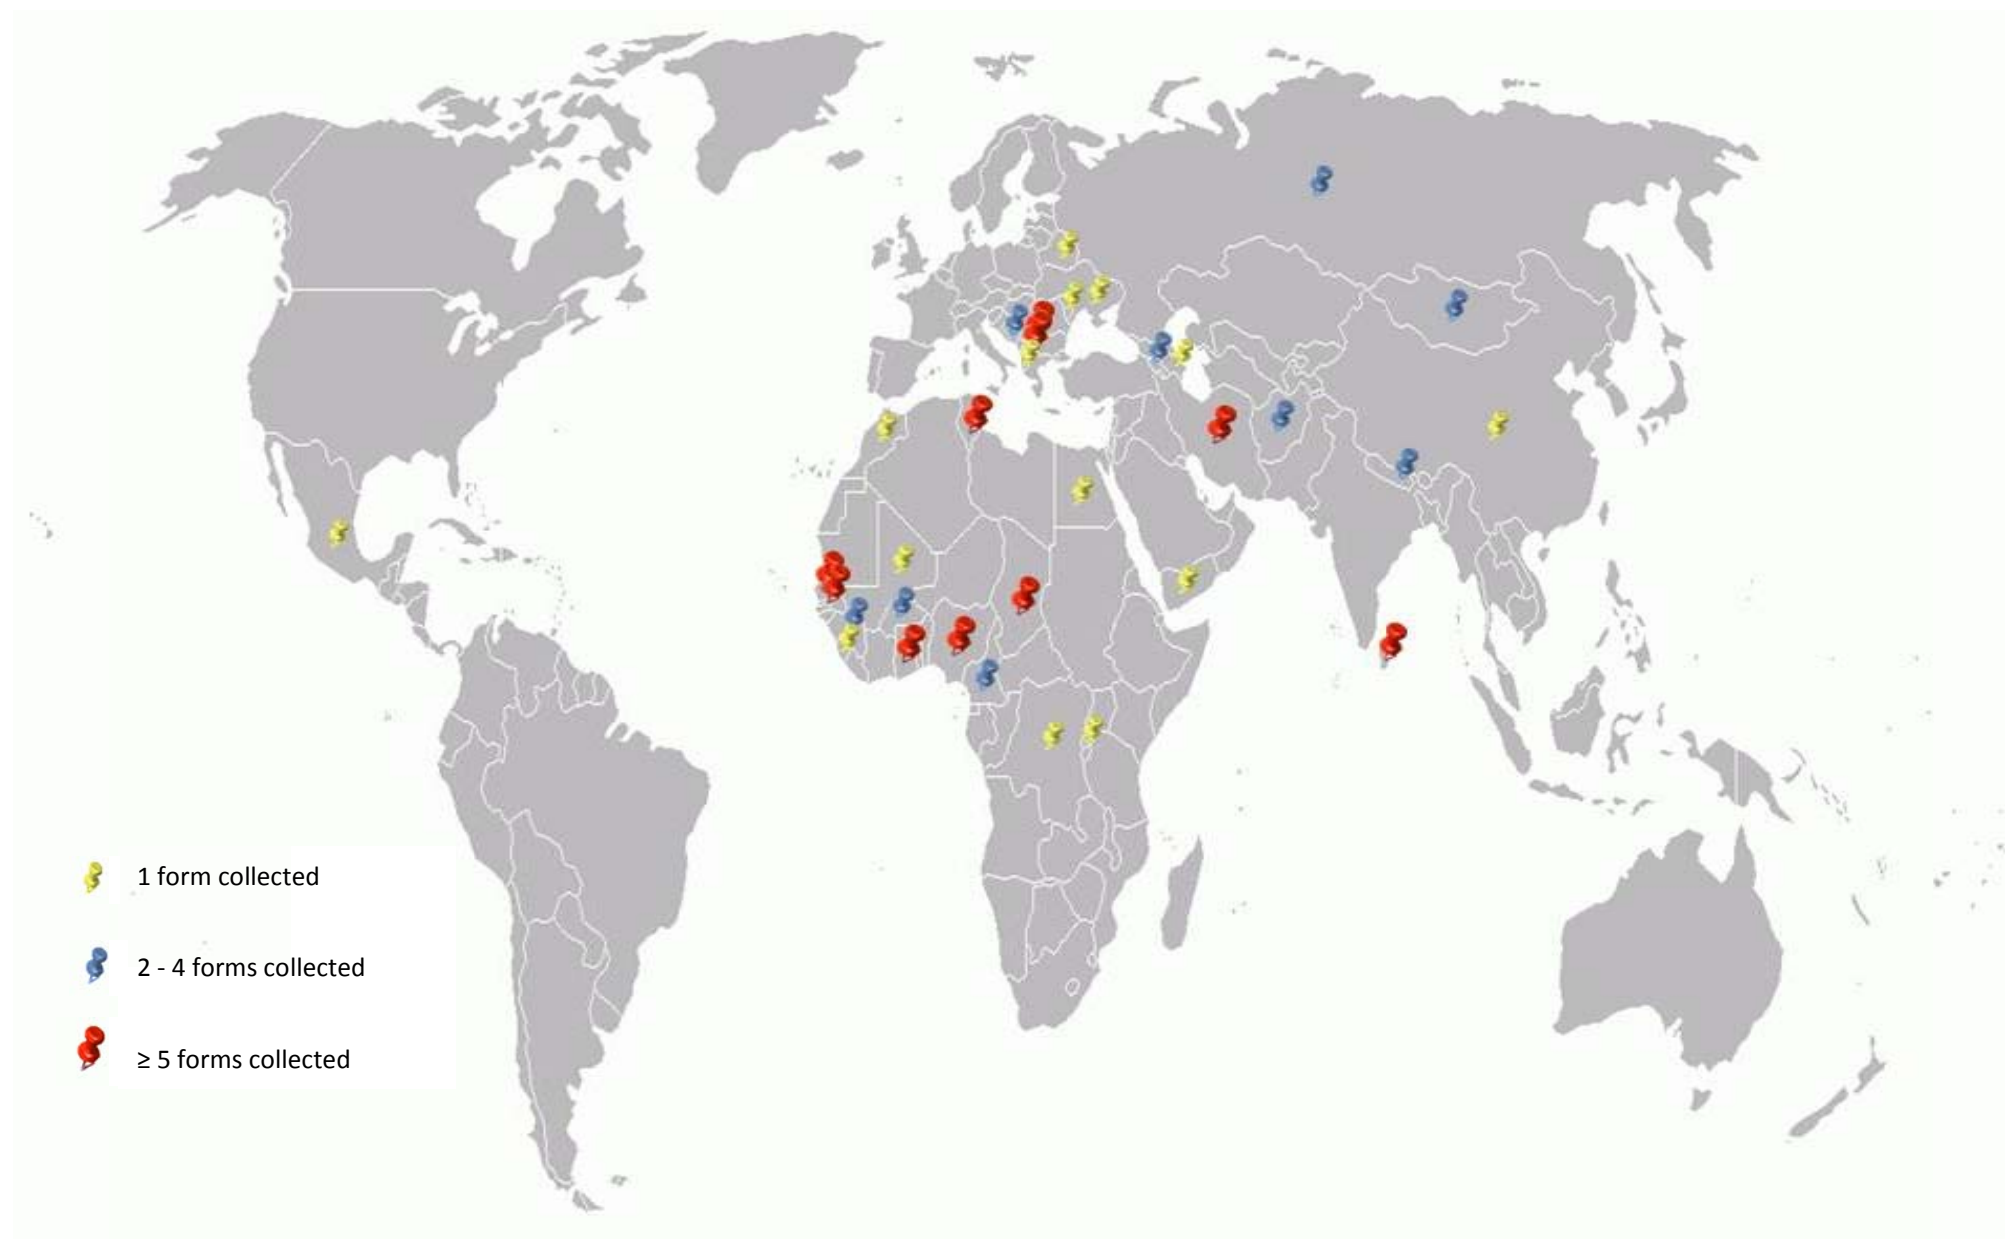 1 form collected
2 - 4 forms collected
≥ 5 forms collected